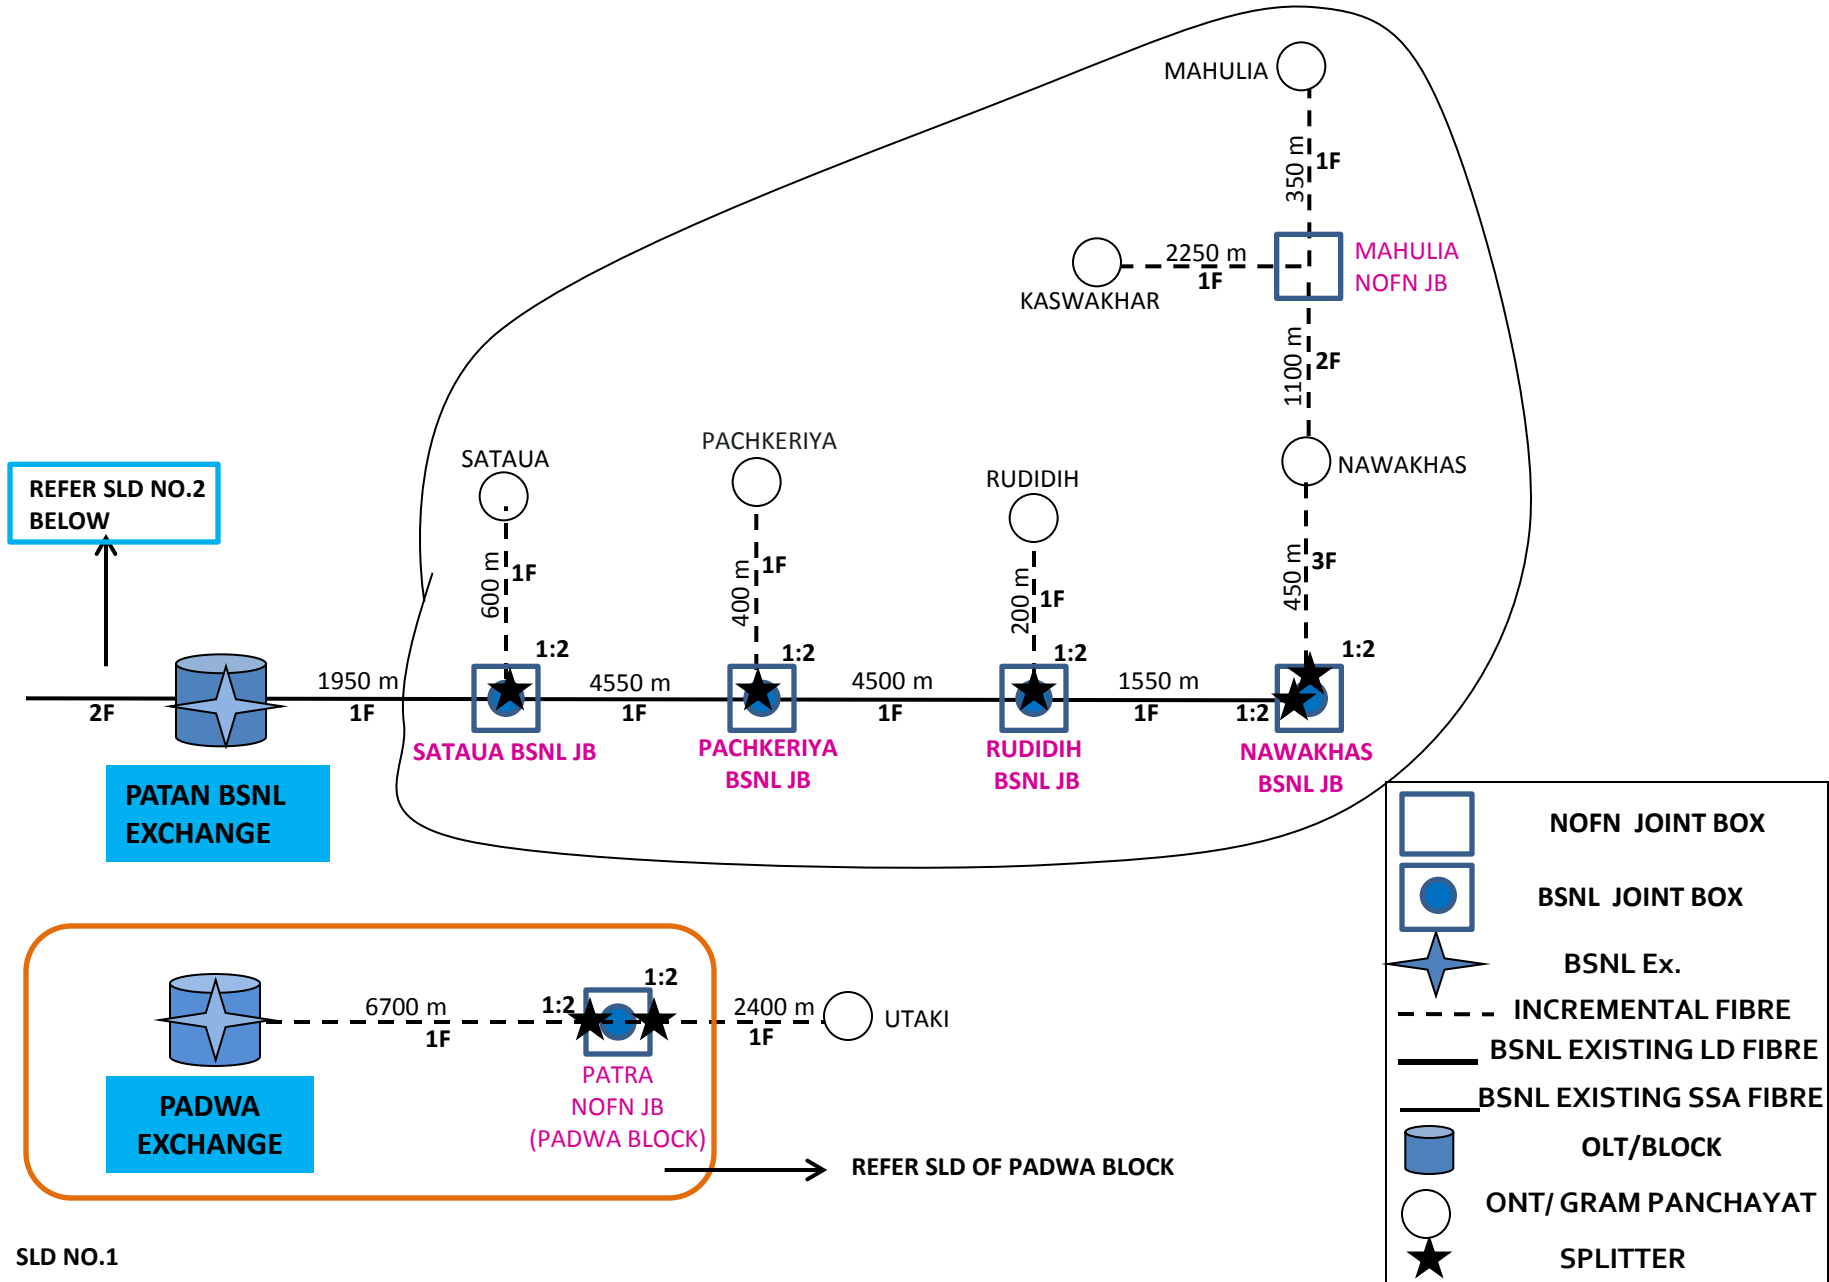 MAHULIA
350 m
1F
2250 m
1F
KASWAKHAR
MAHULIA
NOFN JB
1100 m
2F
SATAUA
PACHKERIYA
RUDIDIH
NAWAKHAS
REFER SLD NO.2
BELOW
600 m
1F
400 m
1F
200 m
1F
450 m
3F
1:2
1:2
1:2
1:2
1950 m
4550 m
4500 m
1550 m
2F
1F
1F
1F
1F
1:2
SATAUA BSNL JB
PACHKERIYA
BSNL JB
RUDIDIH
BSNL JB
NAWAKHAS
BSNL JB
PATAN BSNL
EXCHANGE
6700 m
1F
1:2
1:2
2400 m
1F
UTAKI
PADWA
EXCHANGE
PATRA
NOFN JB
(PADWA BLOCK)
REFER SLD OF PADWA BLOCK
NOFN JOINT BOX
BSNL JOINT BOX
BSNL Ex.
INCREMENTAL FIBRE
BSNL EXISTING LD FIBRE
BSNL EXISTING SSA FIBRE
OLT/BLOCK
ONT/ GRAM PANCHAYAT
SPLITTER
SLD NO.1